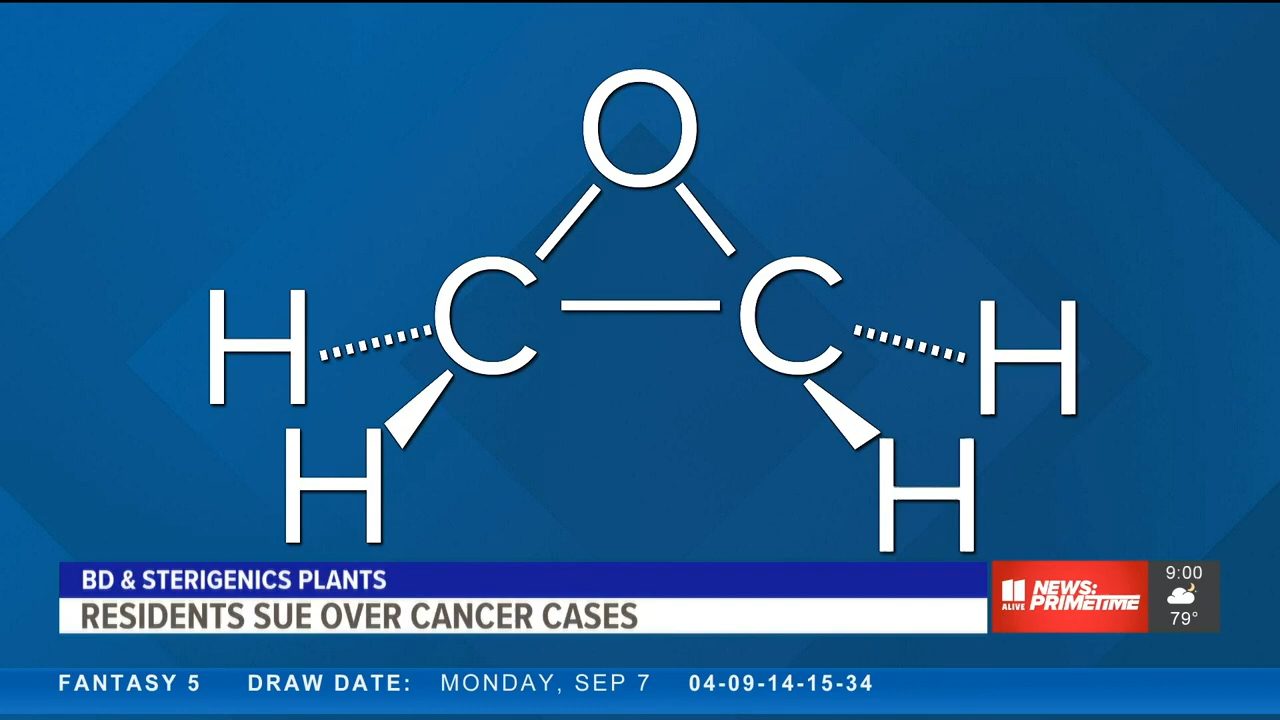 O
C C
H H
H H
BD & STERIGENICS PLANTS
RESIDENTS SUE OVER CANCER CASES
11 ALIVE NEWS: PRIMETIME
9:00
79°
FANTASY 5 DRAW DATE: MONDAY, SEP 7 04-09-14-15-34